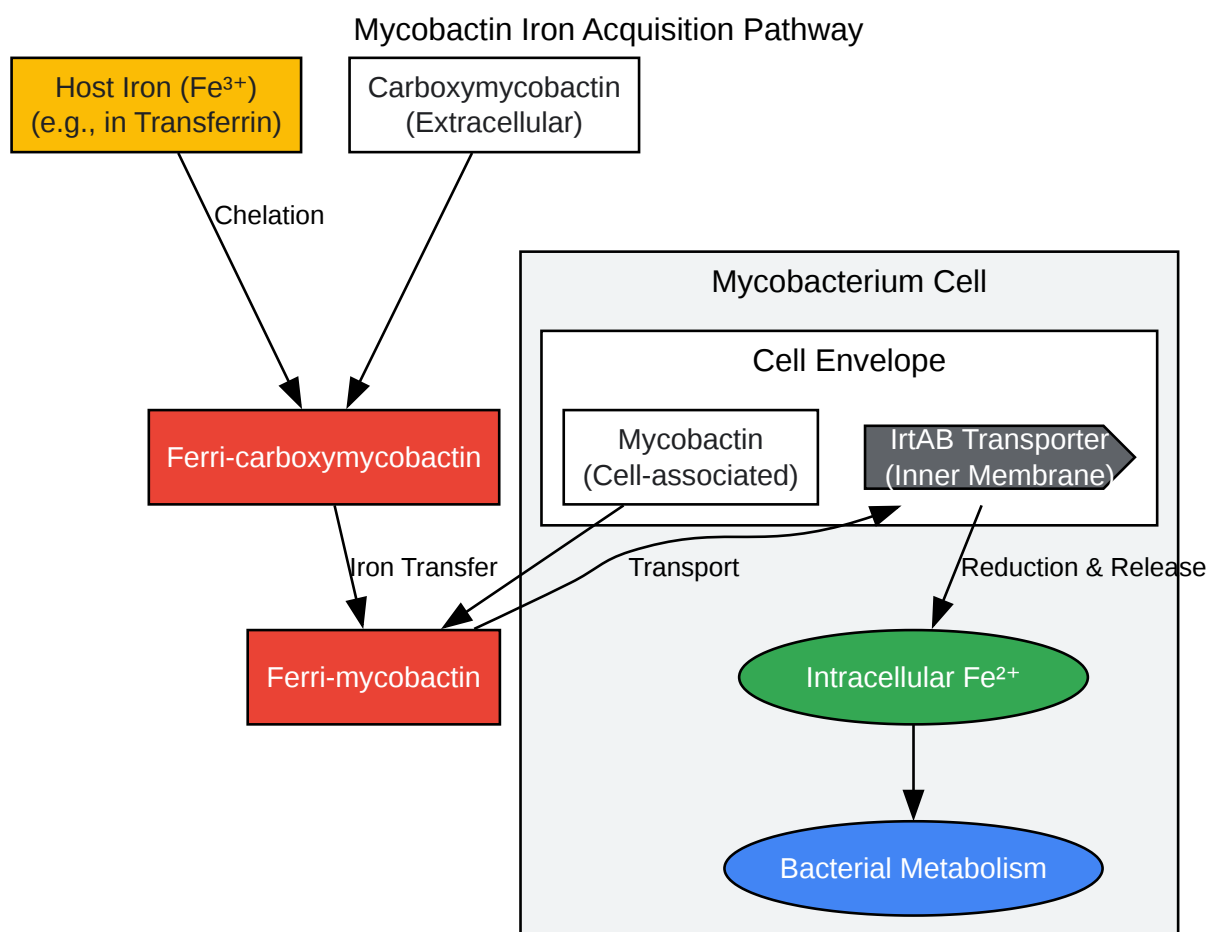 Mycobactin Iron Acquisition Pathway
Host Iron (Fe³⁺)
(e.g., in Transferrin)
Carboxymycobactin
(Extracellular)
Chelation
Mycobacterium Cell
Cell Envelope
Mycobactin
(Cell-associated)
IrtAB Transporter
(Inner Membrane)
Ferri-carboxymycobactin
Iron Transfer
Transport
Reduction & Release
Ferri-mycobactin
Intracellular Fe²⁺
Bacterial Metabolism